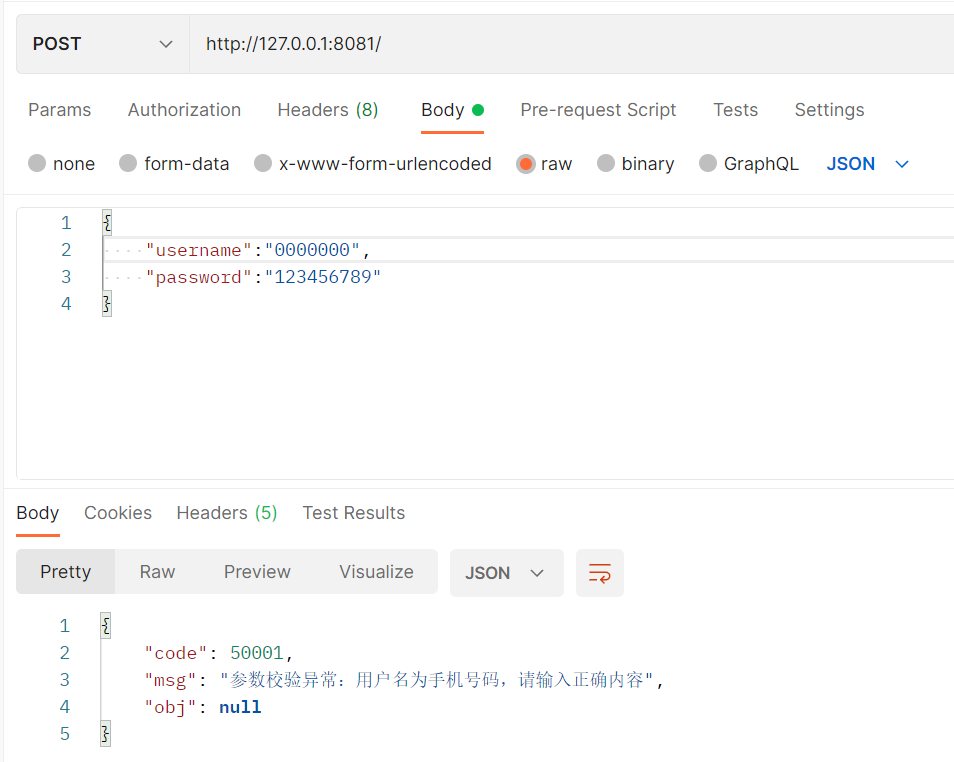 POST http://127.0.0.1:8081/
Params Authorization Headers (8) Body Pre-request Script Tests Settings
none form-data x-www-form-urlencoded raw binary GraphQL JSON
1 {
2 "username":"0000000",
3 "password":"123456789"
4 }
Body Cookies Headers (5) Test Results
Pretty Raw Preview Visualize JSON
1 {
2 "code": 50001,
3 "msg": "参数校验异常：用户名为手机号码，请输入正确内容",
4 "obj": null
5 }